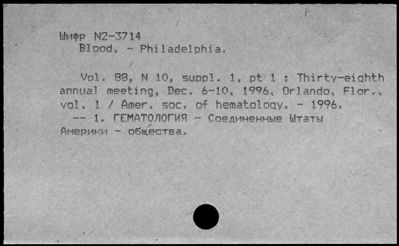 Шифр N2-3714
Blood. - Philadelphia.
Vol. 88, N 10, suppl. 1, pt 1 : Thirty-eighth
annual meeting, Dec. 6-10, 1996, Orlando, Flor.,
vol. 1 / Amer. soc. of hematology. - 1996.
-- 1. ГЕМАТОЛОГИЯ - Соединенные Штаты
Америки - общества.